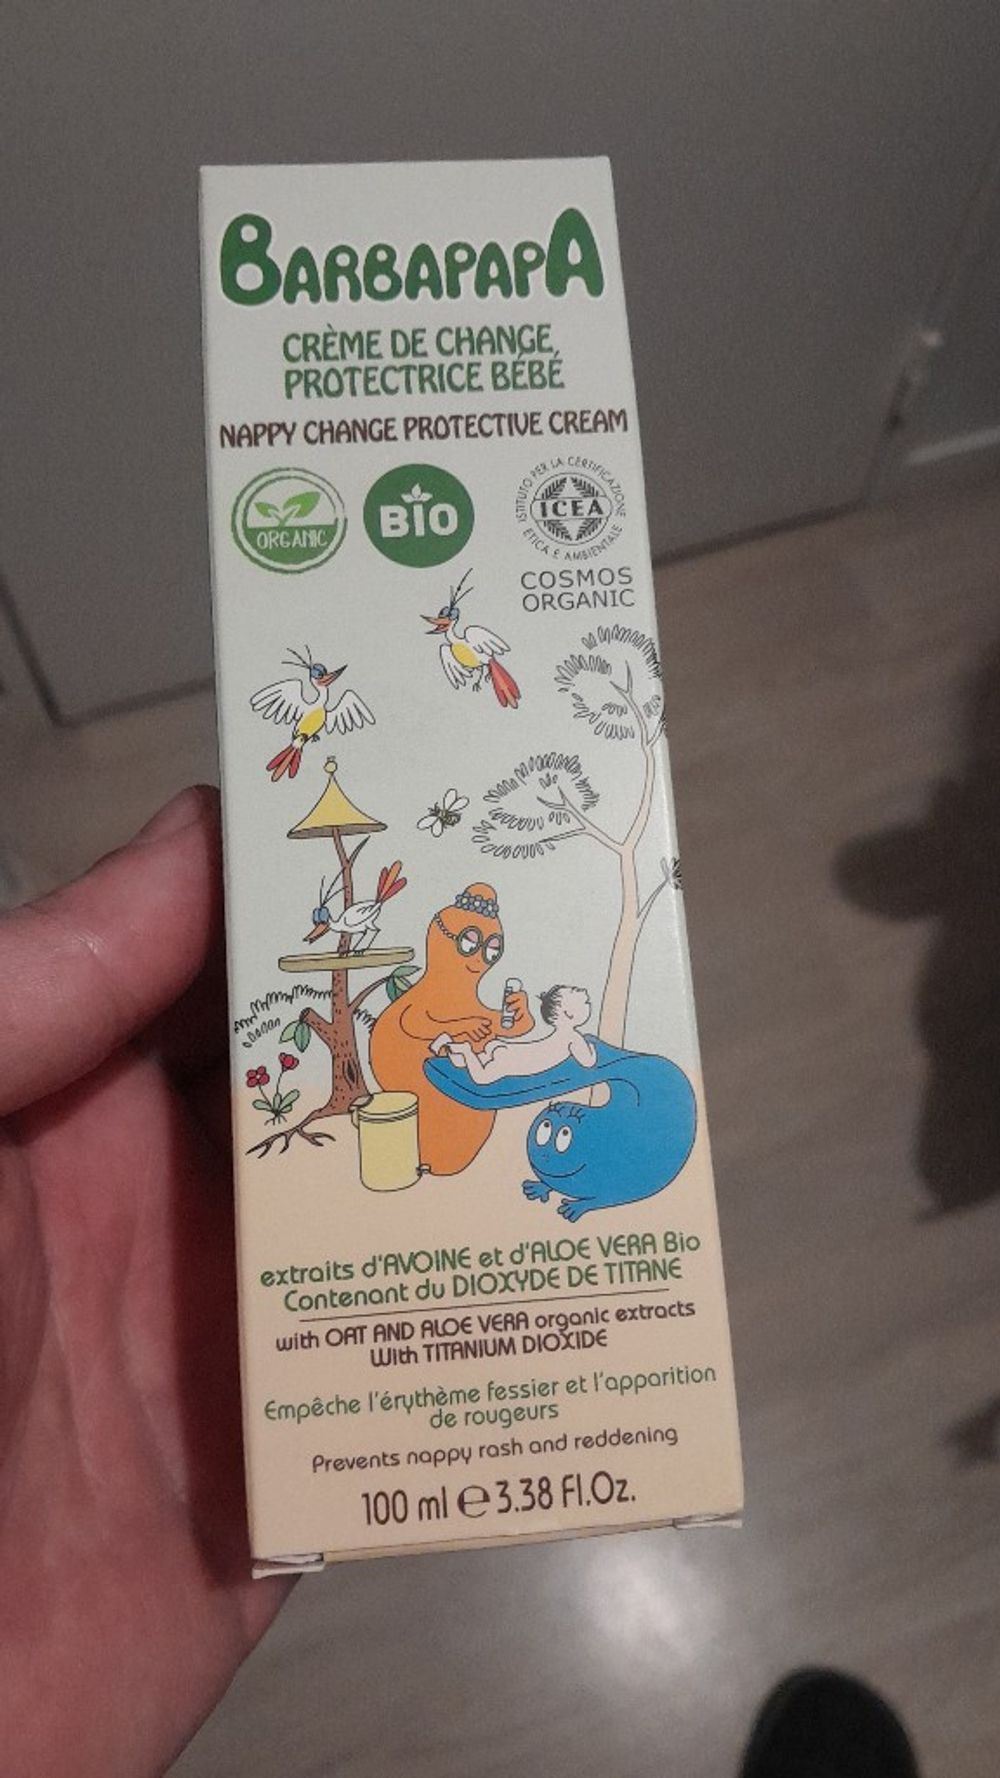 BARBAPAPA
CRÈME DE CHANGE,
PROTECTRICE BÉBÉ
NAPPY CHANGE PROTECTIVE CREAM
ORGANIC
BIO
ISTITUTO PER LA CERTIFICAZIONE
ICEA
ETICA E AMBIENTALE
COSMOS
ORGANIC
extraits d'AVOINE et d'ALOE VERA Bio
Contenant du DIOXYDE DE TITANE
with OAT AND ALOE VERA organic extracts
With TITANIUM DIOXIDE
Empêche l'érythème fessier et l'apparition
de rougeurs
Prevents nappy rash and reddening
100 ml ℮ 3.38 Fl.Oz.